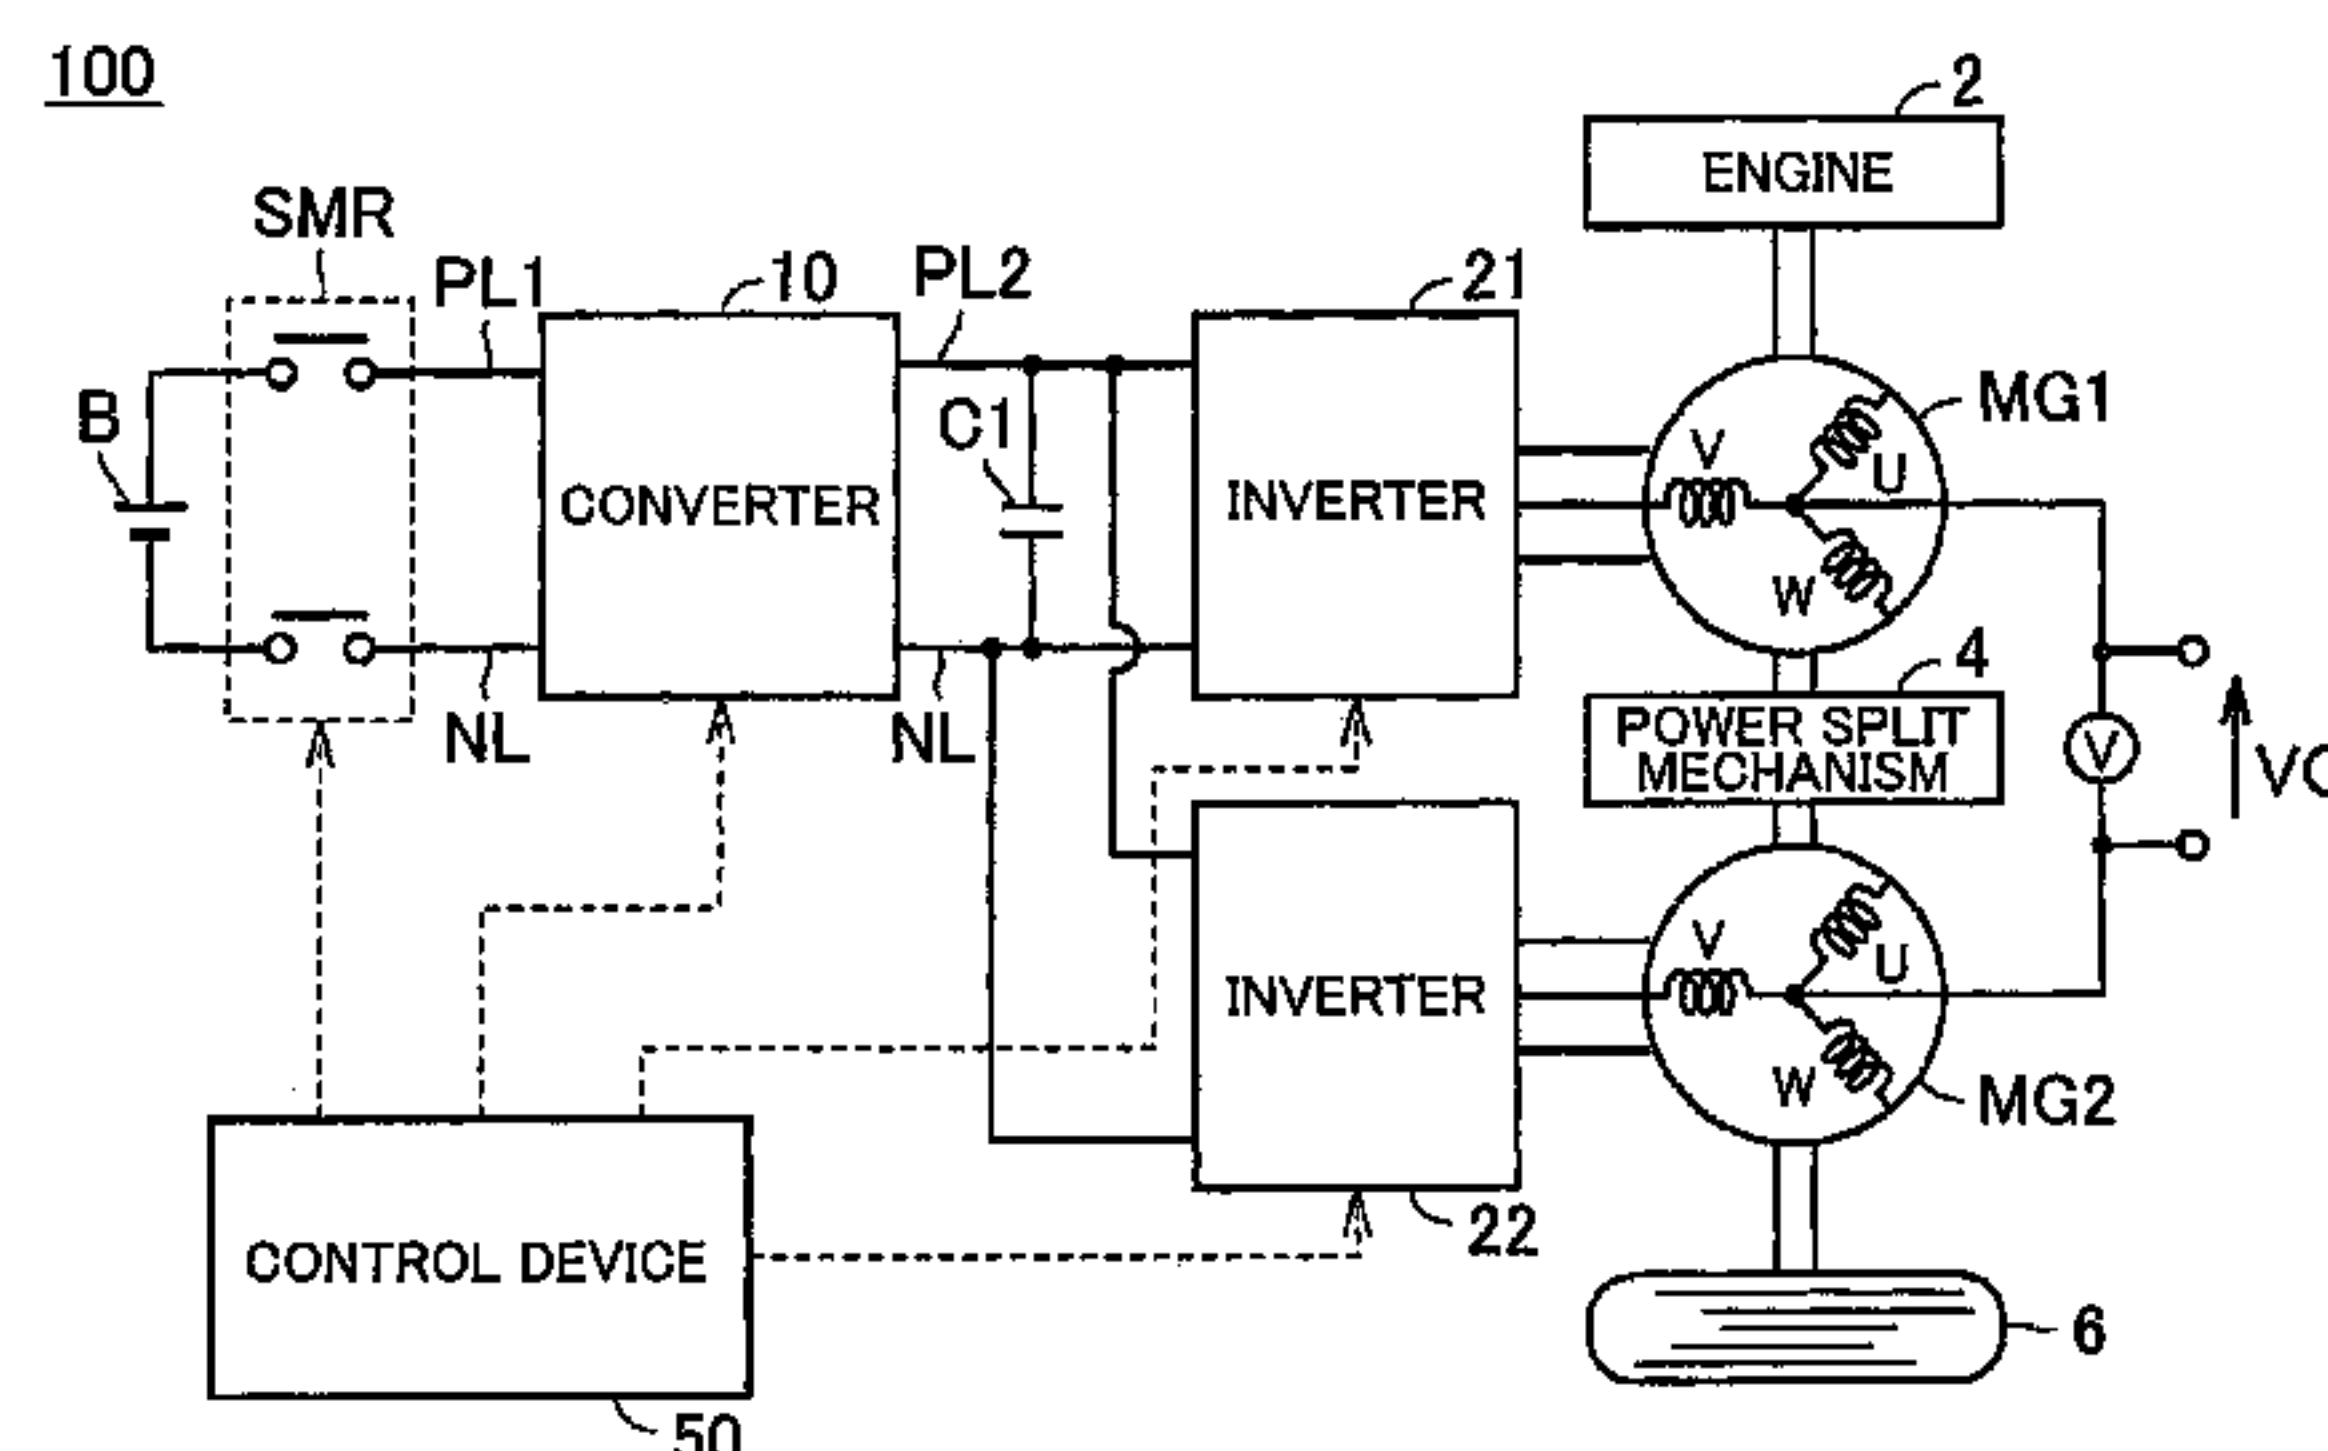 100
2
ENGINE
SMR
PL1
10
PL2
21
B
C1
MG1
CONVERTER
INVERTER
V
U
W
4
NL
NL
POWER SPLIT
MECHANISM
V
INVERTER
V
U
W
MG2
22
CONTROL DEVICE
6
50